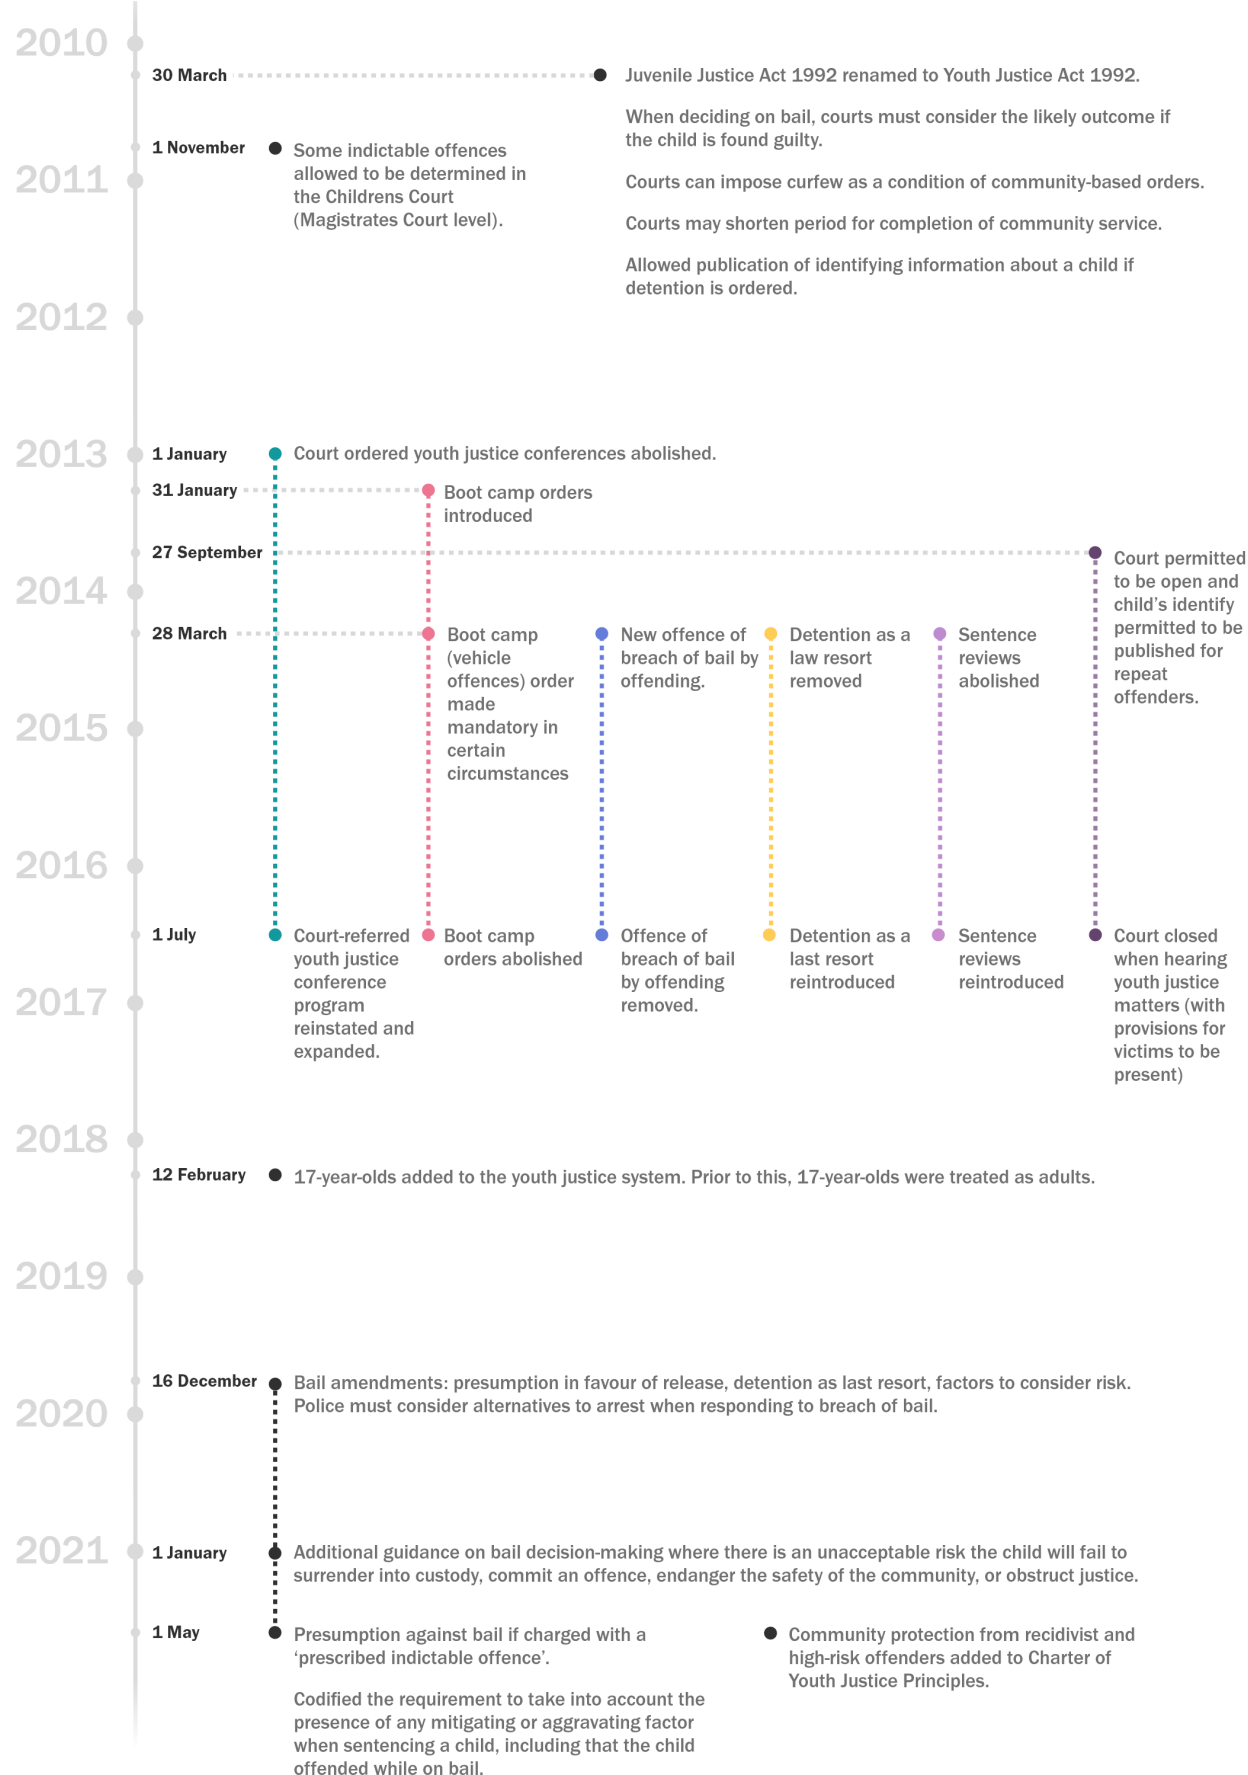 2010
30 March
Juvenile Justice Act 1992 renamed to Youth Justice Act 1992.
When deciding on bail, courts must consider the likely outcome if
the child is found guilty.
Courts can impose curfew as a condition of community-based orders.
Courts may shorten period for completion of community service.
Allowed publication of identifying information about a child if
detention is ordered.
1 November
Some indictable offences
allowed to be determined in
the Childrens Court
(Magistrates Court level).
2011
2012
2013
1 January
Court ordered youth justice conferences abolished.
31 January
Boot camp orders
introduced
27 September
Court permitted
to be open and
child's identify
permitted to be
published for
repeat
offenders.
2014
28 March
Boot camp
(vehicle
offences) order
made
mandatory in
certain
circumstances
New offence of
breach of bail by
offending.
Detention as a
law resort
removed
Sentence
reviews
abolished
2015
2016
1 July
Court-referred
youth justice
conference
program
reinstated and
expanded.
Boot camp
orders abolished
Offence of
breach of bail
by offending
removed.
Detention as a
last resort
reintroduced
Sentence
reviews
reintroduced
Court closed
when hearing
youth justice
matters (with
provisions for
victims to be
present)
2017
2018
12 February
17-year-olds added to the youth justice system. Prior to this, 17-year-olds were treated as adults.
2019
16 December
Bail amendments: presumption in favour of release, detention as last resort, factors to consider risk.
Police must consider alternatives to arrest when responding to breach of bail.
2020
2021
1 January
Additional guidance on bail decision-making where there is an unacceptable risk the child will fail to
surrender into custody, commit an offence, endanger the safety of the community, or obstruct justice.
1 May
Presumption against bail if charged with a
‘prescribed indictable offence’.
Codified the requirement to take into account the
presence of any mitigating or aggravating factor
when sentencing a child, including that the child
offended while on bail.
Community protection from recidivist and
high-risk offenders added to Charter of
Youth Justice Principles.